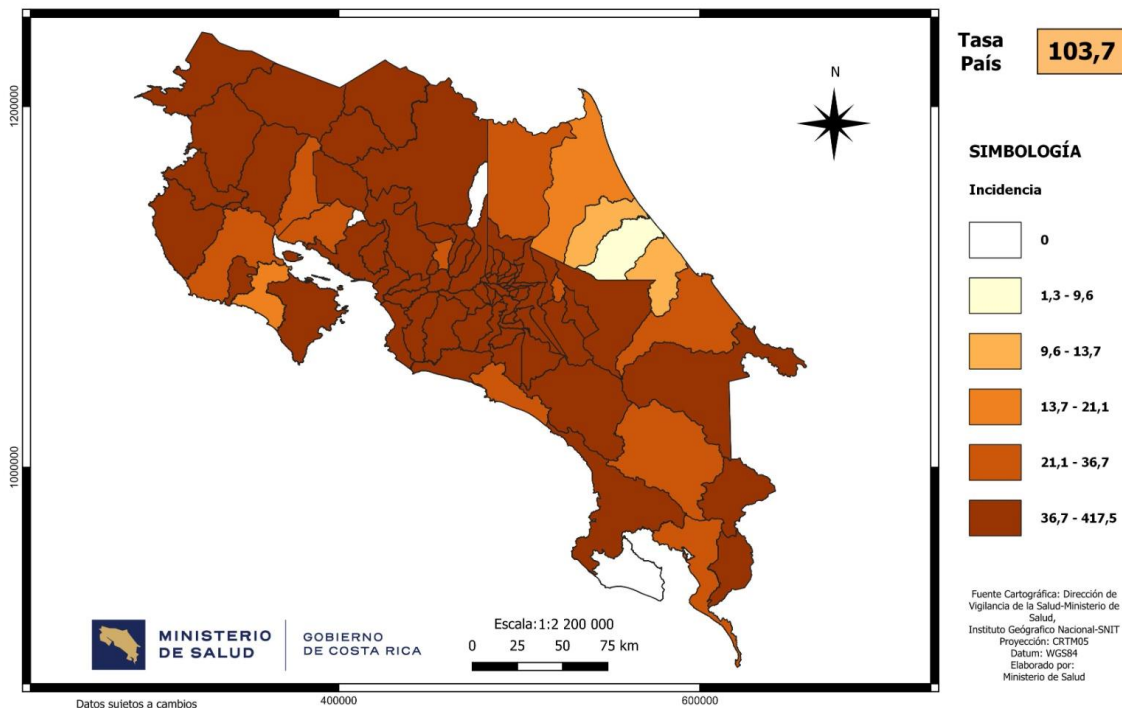 Tasa
País
103,7
N
SIMBOLOGÍA
Incidencia
0
1,3 - 9,6
9,6 - 13,7
13,7 - 21,1
21,1 - 36,7
36,7 - 417,5
1200000
1000000
MINISTERIO
DE SALUD
GOBIERNO
DE COSTA RICA
Escala:1:2 200 000
0 25 50 75 km
Fuente Cartográfica: Dirección de
Vigilancia de la Salud-Ministerio de
Salud,
Instituto Geógrafico Nacional-SNIT
Proyección: CRTM05
Datum: WGS84
Elaborado por:
Ministerio de Salud
Datos sujetos a cambios
400000
600000